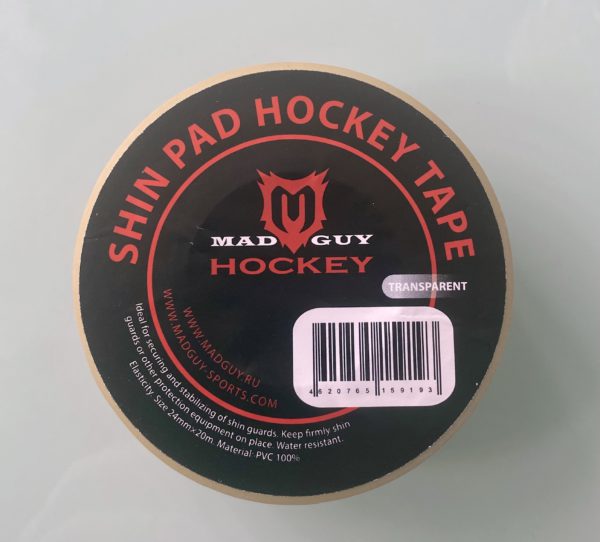 SHIN PAD HOCKEY TAPE
MAD GUY
HOCKEY
TRANSPARENT
WWW.MADGUY.RU
WWW.MADGUY-SPORTS.COM
4 620765 159193
Ideal for securing and stabilizing of shin guards. Keep firmly shin
guards or other protection equipment on place. Water resistant.
Elasticity. Size 24mm×20m. Material: PVC 100%